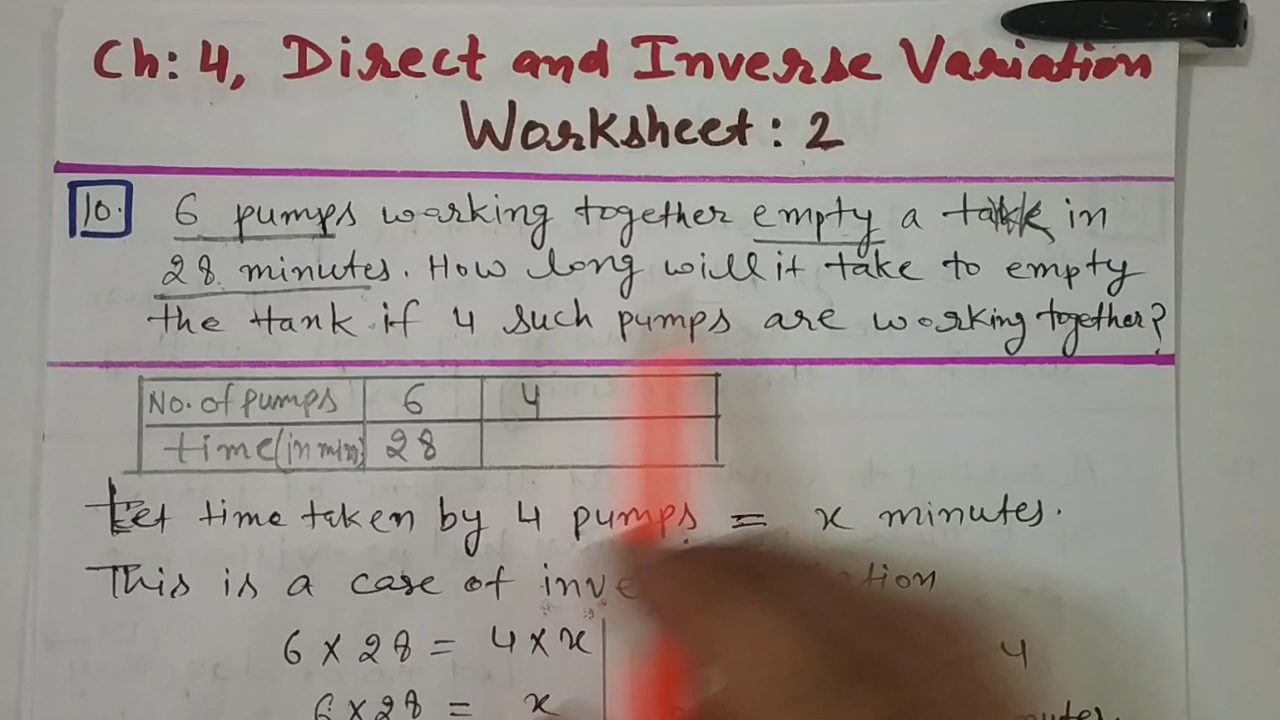 Ch: 4, Direct and Inverse Variation
Worksheet: 2
10. 6 pumps working together empty a tank in
28 minutes. How long will it take to empty
the tank if 4 such pumps are working together?
No. of pumps 6 4
time (in min) 28
Let time taken by 4 pumps = x minutes.
This is a case of
6 × 28 = 4 × x 4
6 × 28 = x